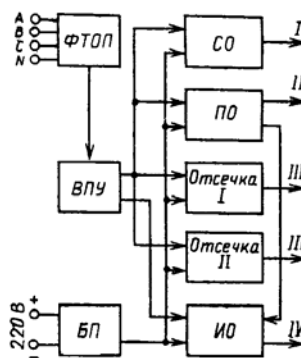 A
B
C
N
ФТОП
СО
I
ПО
II
ВПУ
Отсечка
I
III
Отсечка
II
III
220 В
+
–
БП
ИО
IV